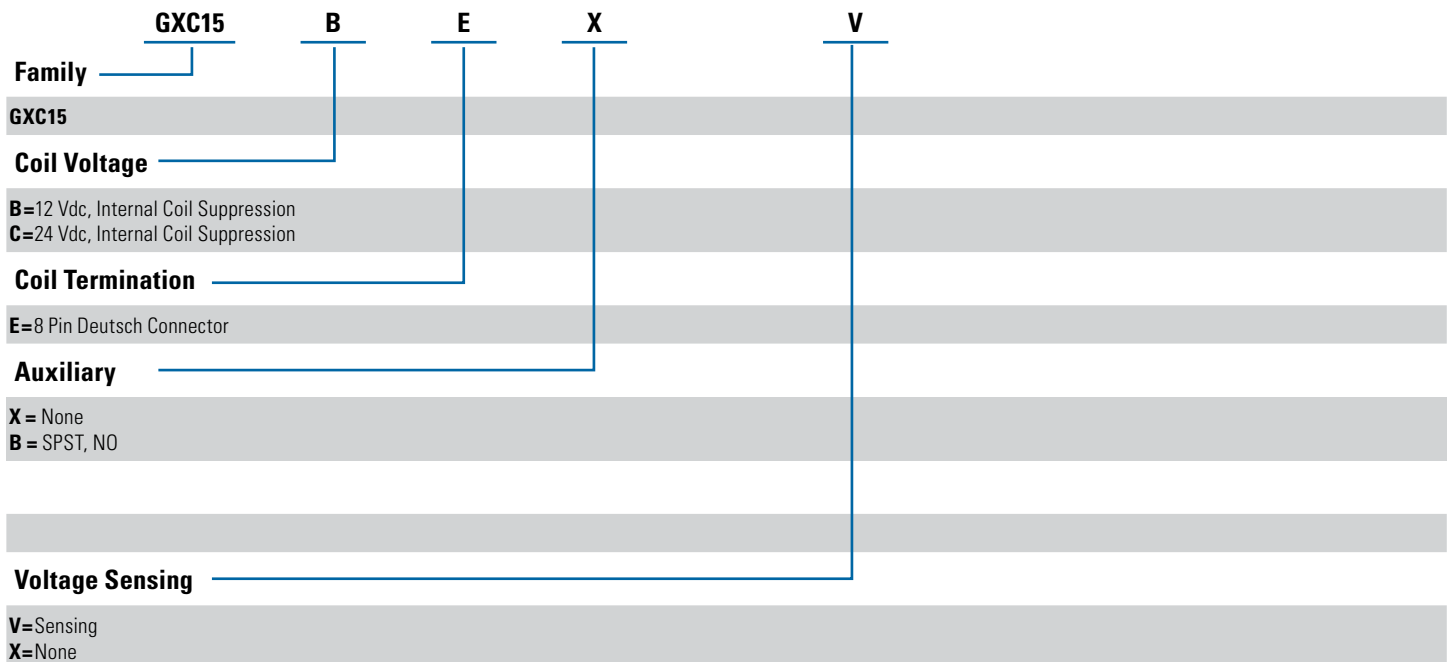 GXC15 B E X V
Family
GXC15
Coil Voltage
B=12 Vdc, Internal Coil Suppression
C=24 Vdc, Internal Coil Suppression
Coil Termination
E=8 Pin Deutsch Connector
Auxiliary
X = None
B = SPST, NO
Voltage Sensing
V=Sensing
X=None